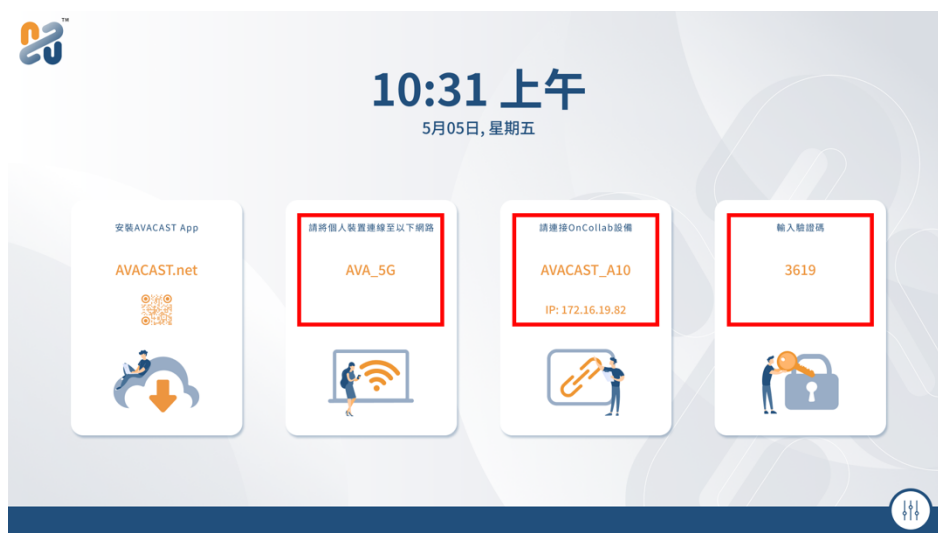 TM
10:31 上午
5月05日, 星期五
安裝AVACAST App
AVACAST.net
請將個人裝置連線至以下網路
AVA_5G
請連接OnCollab設備
AVACAST_A10
IP: 172.16.19.82
輸入驗證碼
3619